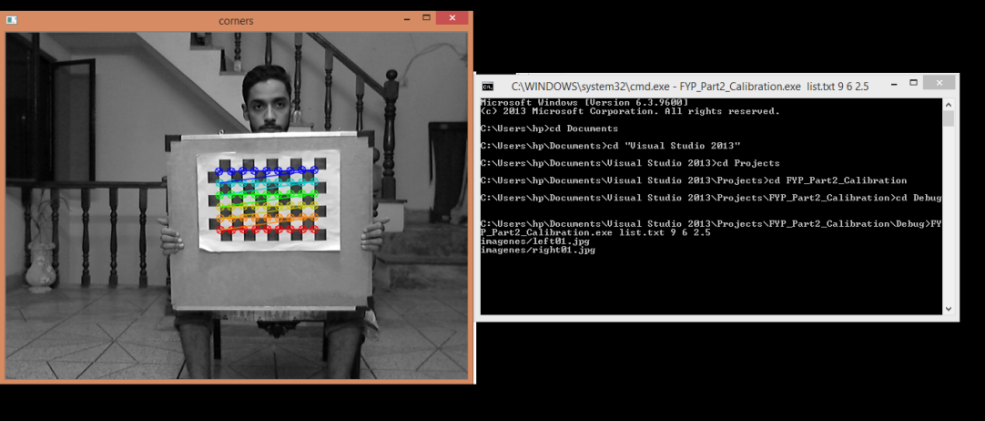 corners
C:\WINDOWS\system32\cmd.exe - FYP_Part2_Calibration.exe list.txt 9 6 2.5
Microsoft Windows [Version 6.3.9600]
(c) 2013 Microsoft Corporation. All rights reserved.
C:\Users\hp>cd Documents
C:\Users\hp\Documents>cd "Visual Studio 2013"
C:\Users\hp\Documents\Visual Studio 2013>cd Projects
C:\Users\hp\Documents\Visual Studio 2013\Projects>cd FYP_Part2_Calibration
C:\Users\hp\Documents\Visual Studio 2013\Projects\FYP_Part2_Calibration>cd Debug
C:\Users\hp\Documents\Visual Studio 2013\Projects\FYP_Part2_Calibration\Debug>FY
P_Part2_Calibration.exe list.txt 9 6 2.5
imagenes/left01.jpg
imagenes/right01.jpg